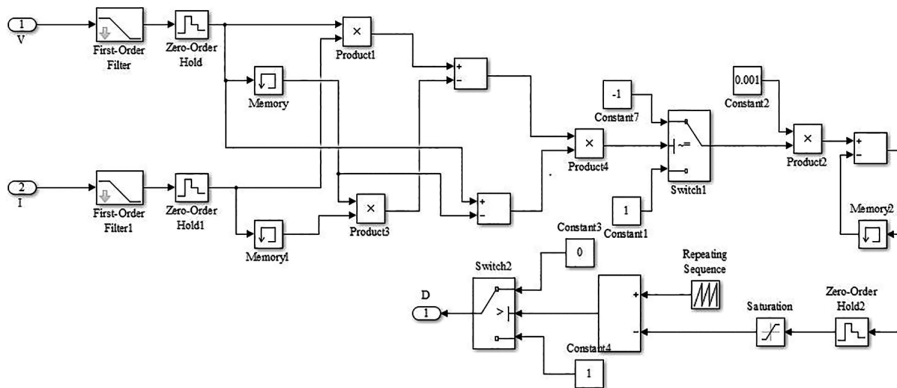 1
V
First-Order
Filter
Zero-Order
Hold
×
Product1
+
−
Memory
0.001
Constant2
-1
Constant7
×
Product4
~=
Switch1
×
Product2
+
−
2
I
First-Order
Filter1
Zero-Order
Hold1
×
Product3
+
−
Memory1
1
Constant1
Memory2
Constant3
0
Switch2
Repeating
Sequence
D
1
>
+
−
Saturation
Zero-Order
Hold2
Constant4
1